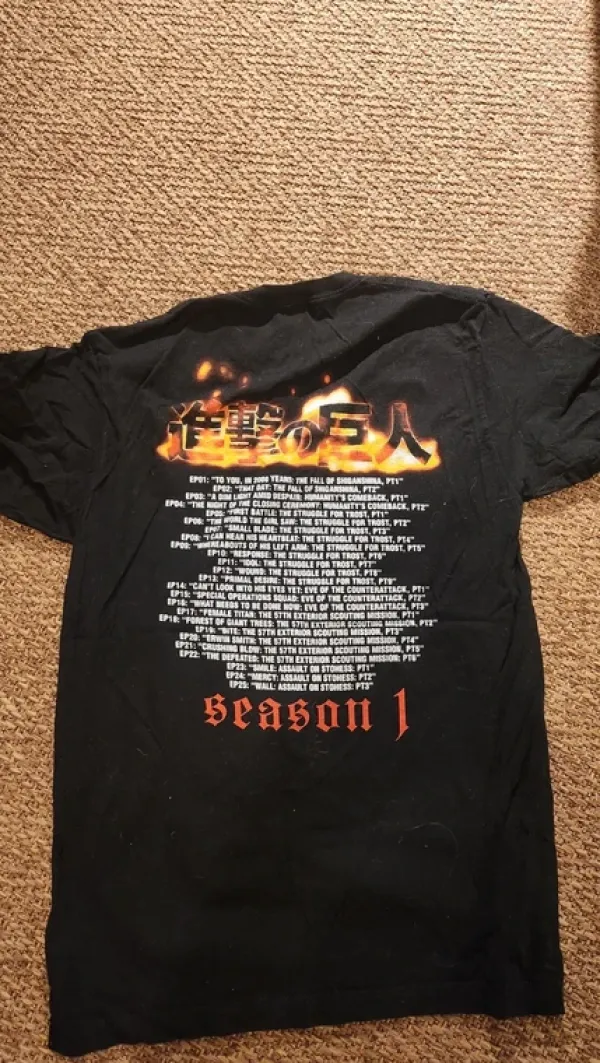 進撃の巨人
EP01: "TO YOU, IN 2000 YEARS: THE FALL OF SHIGANSHINA, PT1"
EP02: "THAT DAY: THE FALL OF SHIGANSHINA, PT2"
EP03: "A DIM LIGHT AMID DESPAIR: HUMANITY'S COMEBACK, PT1"
EP04: "THE NIGHT OF THE CLOSING CEREMONY: HUMANITY'S COMEBACK, PT2"
EP05: "FIRST BATTLE: THE STRUGGLE FOR TROST, PT1"
EP06: "THE WORLD THE GIRL SAW: THE STRUGGLE FOR TROST, PT2"
EP07: "SMALL BLADE: THE STRUGGLE FOR TROST, PT3"
EP08: "I CAN HEAR HIS HEARTBEAT: THE STRUGGLE FOR TROST, PT4"
EP09: "WHEREABOUTS OF HIS LEFT ARM: THE STRUGGLE FOR TROST, PT5"
EP10: "RESPONSE: THE STRUGGLE FOR TROST, PT6"
EP11: "IDOL: THE STRUGGLE FOR TROST, PT7"
EP12: "WOUND: THE STRUGGLE FOR TROST, PT8"
EP13: "PRIMAL DESIRE: THE STRUGGLE FOR TROST, PT9"
EP14: "CAN'T LOOK INTO HIS EYES YET: EVE OF THE COUNTERATTACK, PT1"
EP15: "SPECIAL OPERATIONS SQUAD: EVE OF THE COUNTERATTACK, PT2"
EP16: "WHAT NEEDS TO BE DONE NOW: EVE OF THE COUNTERATTACK, PT3"
EP17: "FEMALE TITAN: THE 57TH EXTERIOR SCOUTING MISSION, PT1"
EP18: "FOREST OF GIANT TREES: THE 57TH EXTERIOR SCOUTING MISSION, PT2"
EP19: "BITE: THE 57TH EXTERIOR SCOUTING MISSION, PT3"
EP20: "ERWIN SMITH: THE 57TH EXTERIOR SCOUTING MISSION, PT4"
EP21: "CRUSHING BLOW: THE 57TH EXTERIOR SCOUTING MISSION, PT5"
EP22: "THE DEFEATED: THE 57TH EXTERIOR SCOUTING MISSION: PT6"
EP23: "SMILE: ASSAULT ON STOHESS: PT1"
EP24: "MERCY: ASSAULT ON STOHESS: PT2"
EP25: "WALL: ASSAULT ON STOHESS: PT3"
season 1